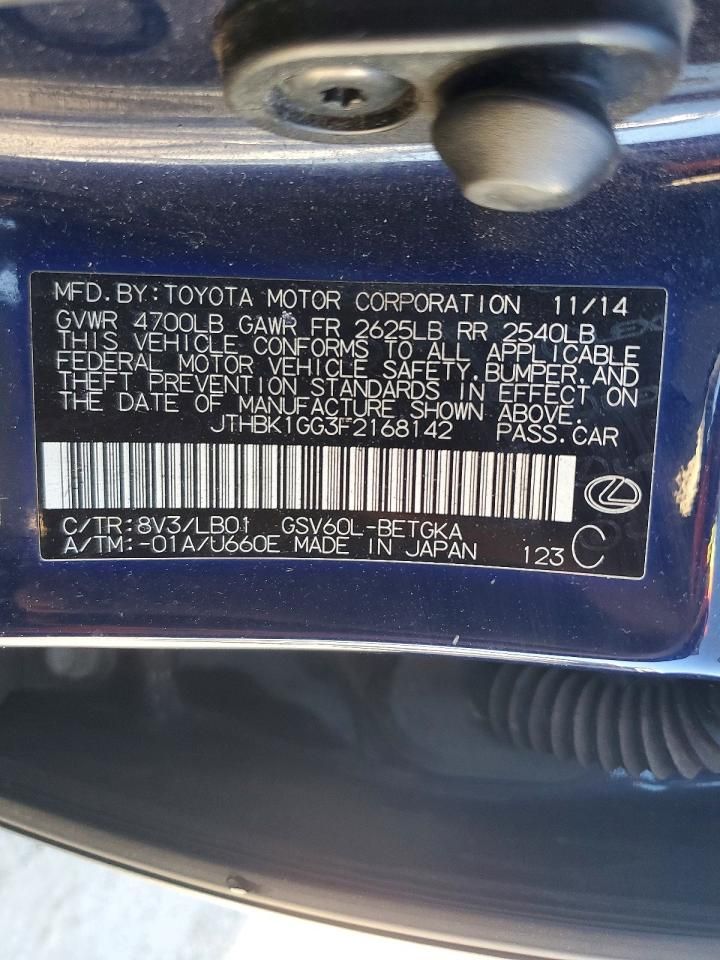 MFD.BY:TOYOTA MOTOR CORPORATION 11/14
GVWR 4700LB GAWR FR 2625LB RR 2540LB
THIS VEHICLE CONFORMS TO ALL APPLICABLE
FEDERAL MOTOR VEHICLE SAFETY,BUMPER,AND
THEFT PREVENTION STANDARDS IN EFFECT ON
THE DATE OF MANUFACTURE SHOWN ABOVE.
JTHBK1GG3F2168142 PASS.CAR
C/TR:8V3/LB01 GSV60L-BETGKA
A/TM:-01A/U660E MADE IN JAPAN 123 C